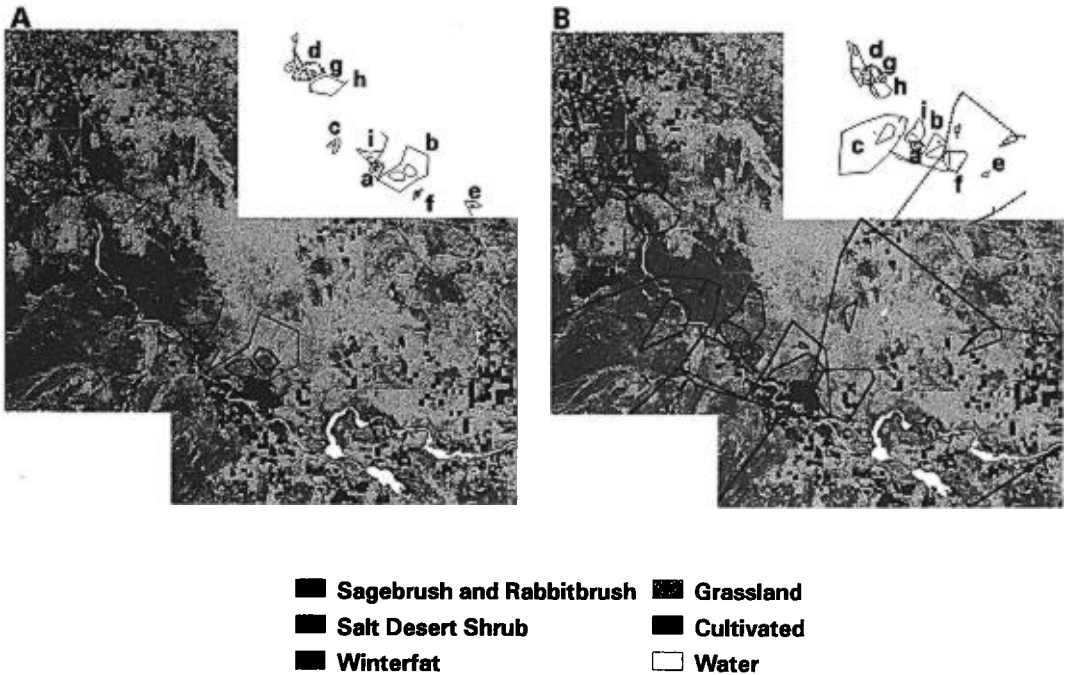 A
d
g
h
c
i
b
a
f
e
B
d
g
h
i
b
c
a
e
f
Sagebrush and Rabbitbrush
Salt Desert Shrub
Winterfat
Grassland
Cultivated
Water